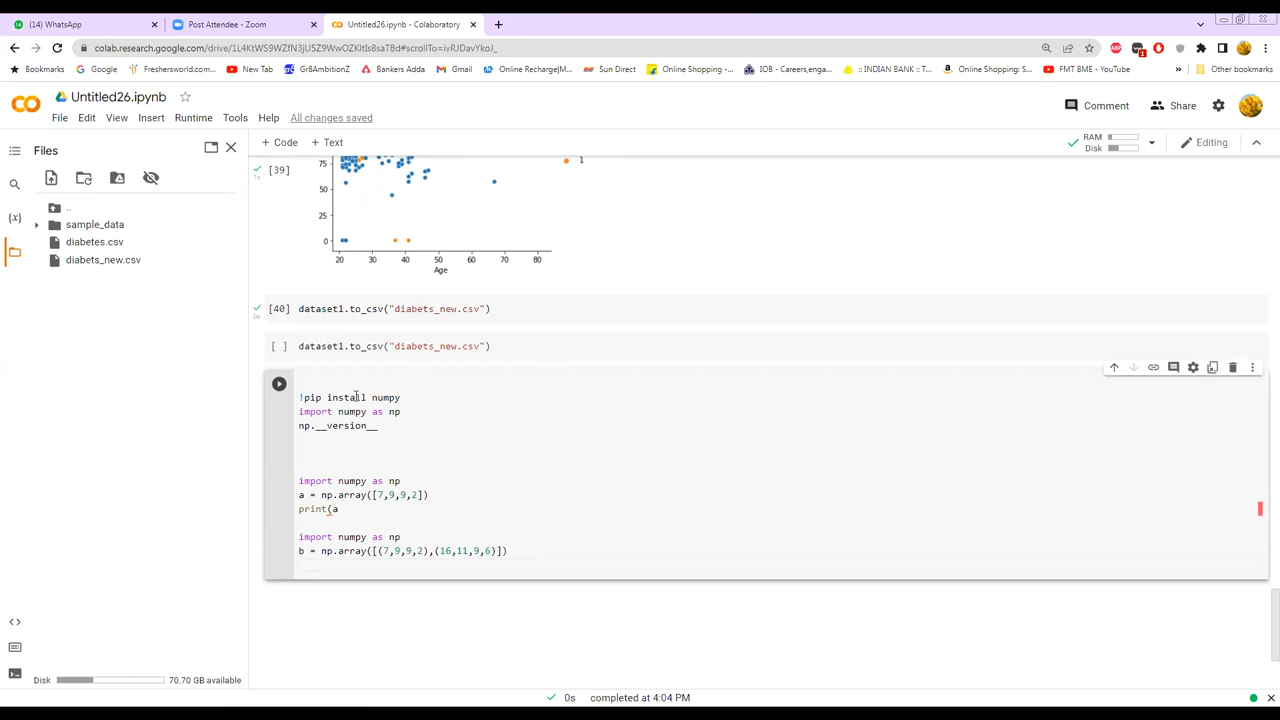 (14) WhatsApp
Post Attendee - Zoom
Untitled26.ipynb - Colaboratory
colab.research.google.com/drive/1L4KtWS9WZfN3jU5Z9WwOZKltIs8saTBd#scrollTo=ivRJDavYkoJ_
Bookmarks
Google
Freshersworld.com...
New Tab
Gr8AmbitionZ
Bankers Adda
Gmail
Online Recharge|M...
Sun Direct
Online Shopping -...
IOB - Careers,enga...
:: INDIAN BANK :: T...
Online Shopping: S...
FMT BME - YouTube
Other bookmarks
Untitled26.ipynb
File Edit View Insert Runtime Tools Help All changes saved
Comment
Share
Files
+ Code + Text
RAM
Disk
Editing
..
sample_data
diabetes.csv
diabets_new.csv
[39]
75
50
25
0
20 30 40 50 60 70 80
Age
1
[40] dataset1.to_csv("diabets_new.csv")
[ ] dataset1.to_csv("diabets_new.csv")
!pip install numpy
import numpy as np
np.__version__
import numpy as np
a = np.array([7,9,9,2])
print(a
import numpy as np
b = np.array([(7,9,9,2),(16,11,9,6)])
Disk 70.70 GB available
0s completed at 4:04 PM